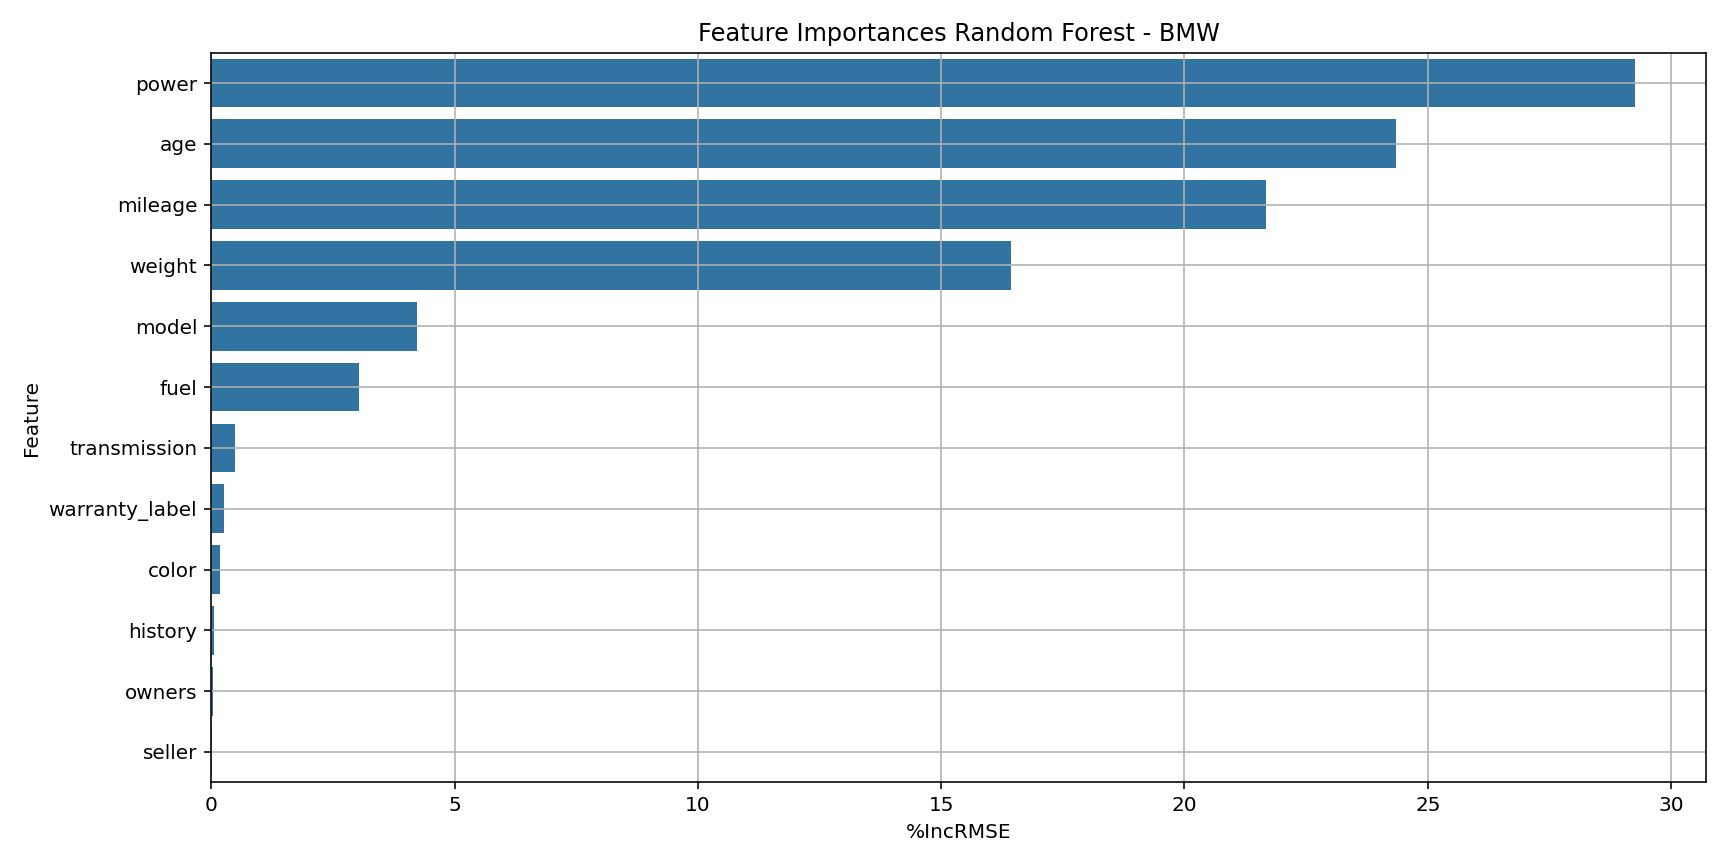 Feature Importances Random Forest - BMW
Feature
power
age
mileage
weight
model
fuel
transmission
warranty_label
color
history
owners
seller
0 5 10 15 20 25 30
%IncRMSE